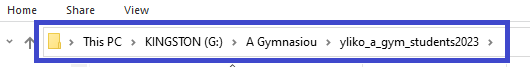 Home Share View
This PC > KINGSTON (G:) > A Gymnasiou > yliko_a_gym_students2023 >